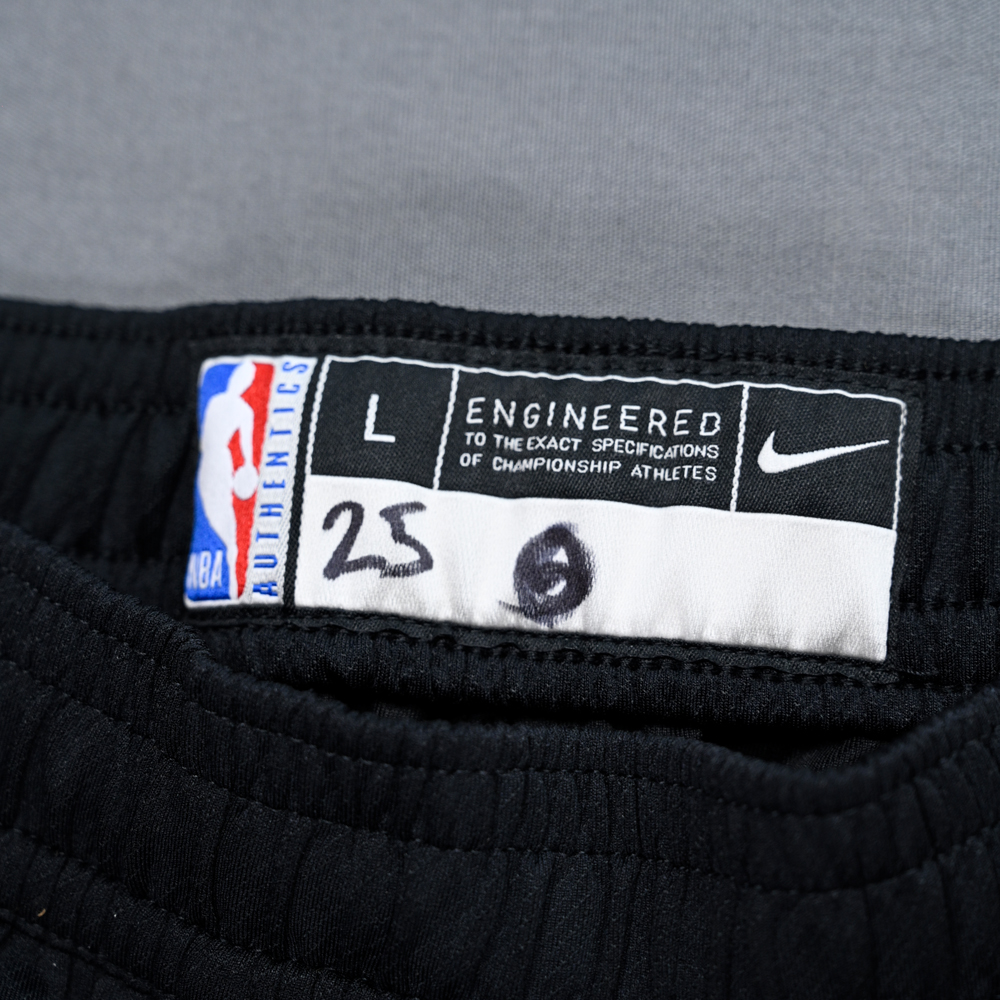 NBA
AUTHENTICS
L
ENGINEERED
TO THE EXACT SPECIFICATIONS
OF CHAMPIONSHIP ATHLETES
25